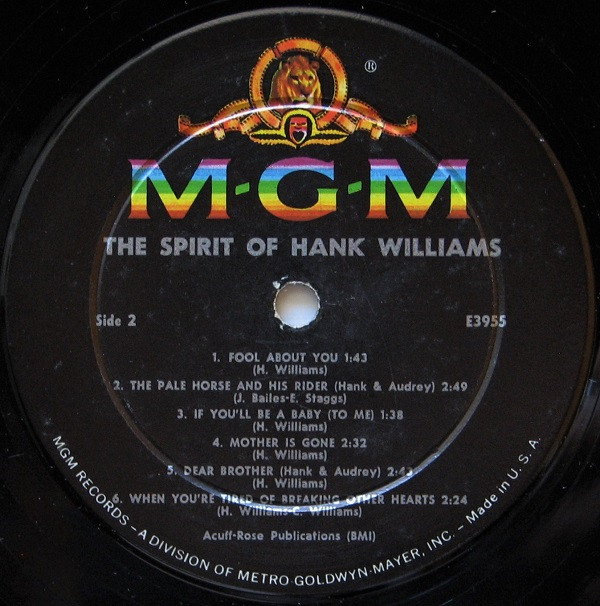 ®
M-G-M
THE SPIRIT OF HANK WILLIAMS
Side 2
E3955
1. FOOL ABOUT YOU 1:43
(H. Williams)
2. THE PALE HORSE AND HIS RIDER (Hank & Audrey) 2:49
(J. Bailes-E. Staggs)
3. IF YOU'LL BE A BABY (TO ME) 1:38
(H. Williams)
4. MOTHER IS GONE 2:32
(H. Williams)
5. DEAR BROTHER (Hank & Audrey) 2:43
(H. Williams)
6. WHEN YOU'RE TIRED OF BREAKING OTHER HEARTS 2:24
(H. Williams-C. Williams)
Acuff-Rose Publications (BMI)
MGM RECORDS – A DIVISION OF METRO-GOLDWYN-MAYER, INC. – Made in U. S. A.